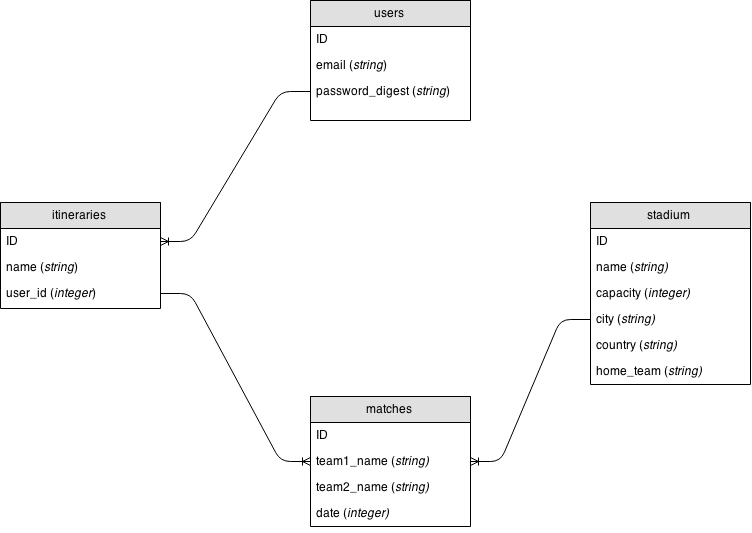 users
ID
email (string)
password_digest (string)
itineraries
ID
name (string)
user_id (integer)
stadium
ID
name (string)
capacity (integer)
city (string)
country (string)
home_team (string)
matches
ID
team1_name (string)
team2_name (string)
date (integer)